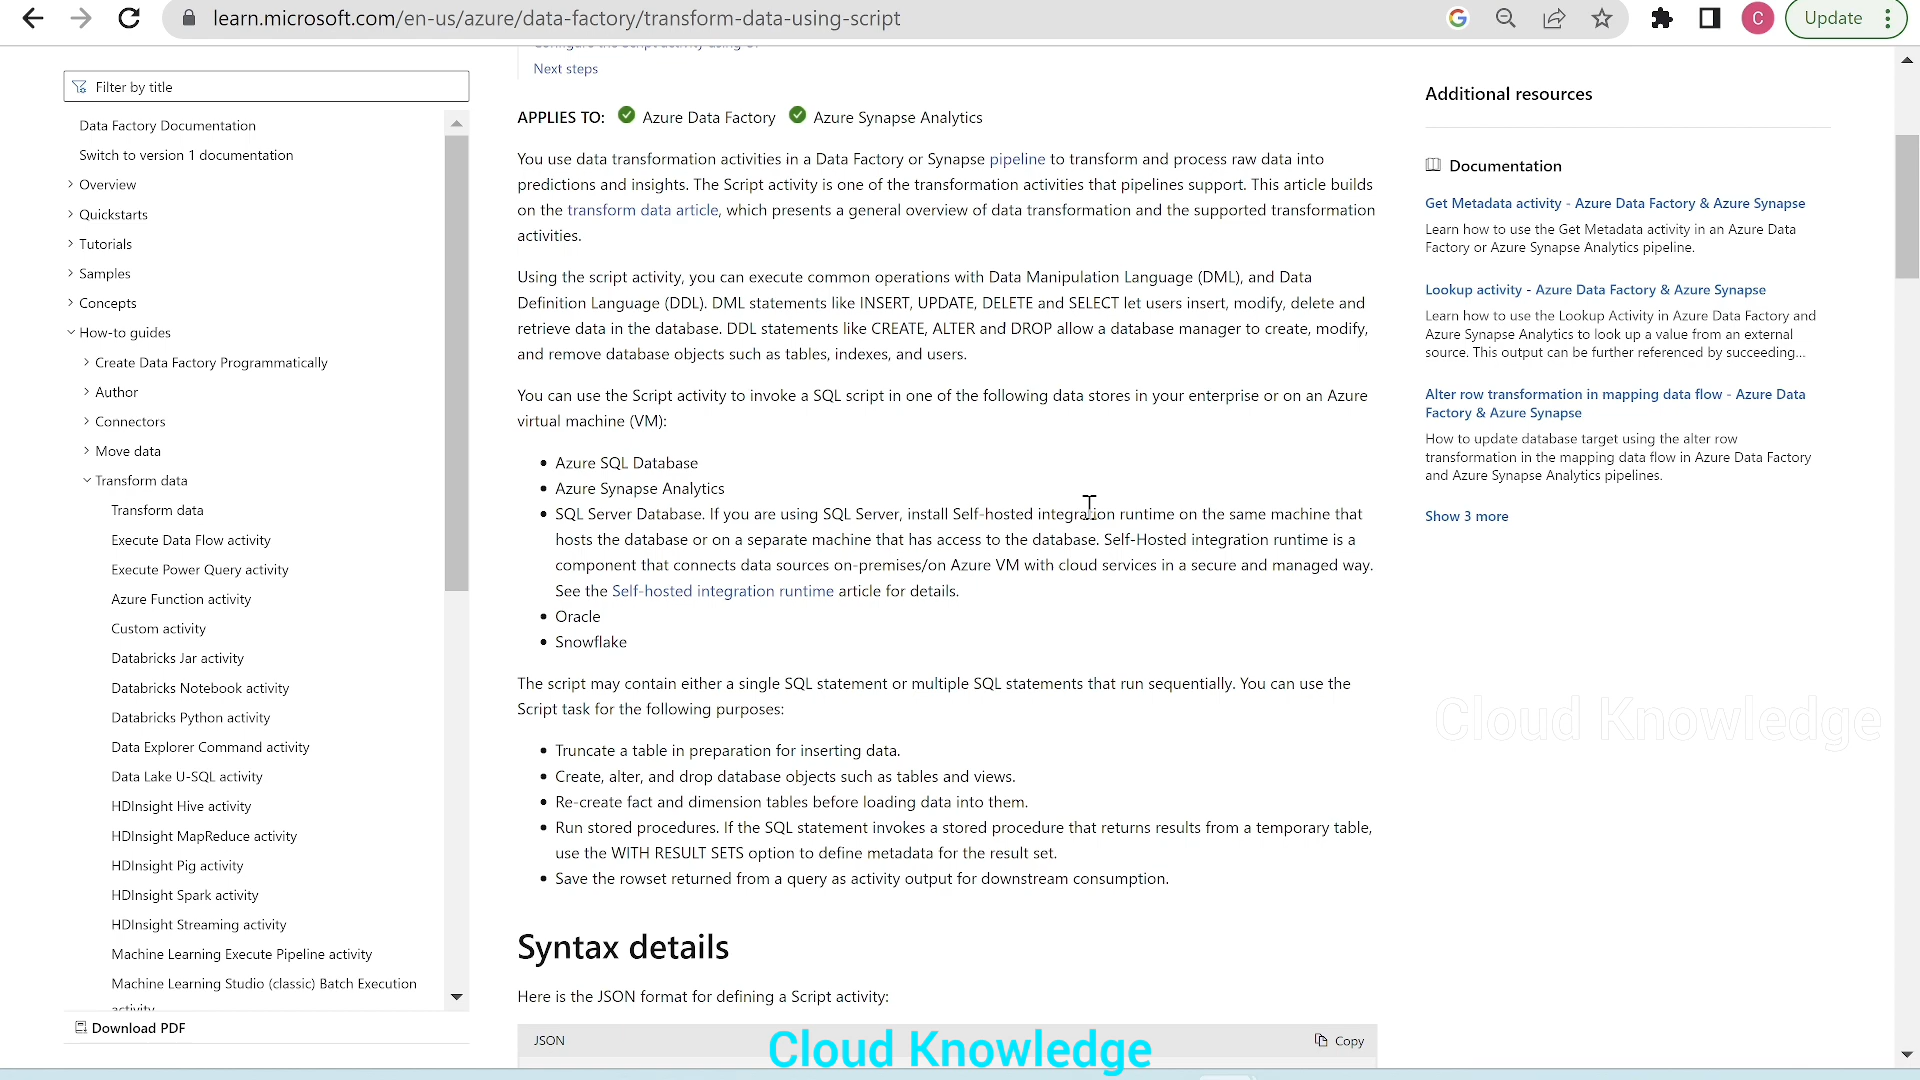 learn.microsoft.com/en-us/azure/data-factory/transform-data-using-script
C
Update
Filter by title
Data Factory Documentation
Switch to version 1 documentation
Overview
Quickstarts
Tutorials
Samples
Concepts
How-to guides
Create Data Factory Programmatically
Author
Connectors
Move data
Transform data
Transform data
Execute Data Flow activity
Execute Power Query activity
Azure Function activity
Custom activity
Databricks Jar activity
Databricks Notebook activity
Databricks Python activity
Data Explorer Command activity
Data Lake U-SQL activity
HDInsight Hive activity
HDInsight MapReduce activity
HDInsight Pig activity
HDInsight Spark activity
HDInsight Streaming activity
Machine Learning Execute Pipeline activity
Machine Learning Studio (classic) Batch Execution
activity
Download PDF
Next steps
APPLIES TO: Azure Data Factory Azure Synapse Analytics
You use data transformation activities in a Data Factory or Synapse pipeline to transform and process raw data into
predictions and insights. The Script activity is one of the transformation activities that pipelines support. This article builds
on the transform data article, which presents a general overview of data transformation and the supported transformation
activities.
Using the script activity, you can execute common operations with Data Manipulation Language (DML), and Data
Definition Language (DDL). DML statements like INSERT, UPDATE, DELETE and SELECT let users insert, modify, delete and
retrieve data in the database. DDL statements like CREATE, ALTER and DROP allow a database manager to create, modify,
and remove database objects such as tables, indexes, and users.
You can use the Script activity to invoke a SQL script in one of the following data stores in your enterprise or on an Azure
virtual machine (VM):
• Azure SQL Database
• Azure Synapse Analytics
• SQL Server Database. If you are using SQL Server, install Self-hosted integration runtime on the same machine that
hosts the database or on a separate machine that has access to the database. Self-Hosted integration runtime is a
component that connects data sources on-premises/on Azure VM with cloud services in a secure and managed way.
See the Self-hosted integration runtime article for details.
• Oracle
• Snowflake
The script may contain either a single SQL statement or multiple SQL statements that run sequentially. You can use the
Script task for the following purposes:
• Truncate a table in preparation for inserting data.
• Create, alter, and drop database objects such as tables and views.
• Re-create fact and dimension tables before loading data into them.
• Run stored procedures. If the SQL statement invokes a stored procedure that returns results from a temporary table,
use the WITH RESULT SETS option to define metadata for the result set.
• Save the rowset returned from a query as activity output for downstream consumption.
Syntax details
Here is the JSON format for defining a Script activity:
JSON
Copy
Cloud Knowledge
Additional resources
Documentation
Get Metadata activity - Azure Data Factory & Azure Synapse
Learn how to use the Get Metadata activity in an Azure Data
Factory or Azure Synapse Analytics pipeline.
Lookup activity - Azure Data Factory & Azure Synapse
Learn how to use the Lookup Activity in Azure Data Factory and
Azure Synapse Analytics to look up a value from an external
source. This output can be further referenced by succeeding...
Alter row transformation in mapping data flow - Azure Data
Factory & Azure Synapse
How to update database target using the alter row
transformation in the mapping data flow in Azure Data Factory
and Azure Synapse Analytics pipelines.
Show 3 more
Cloud Knowledge